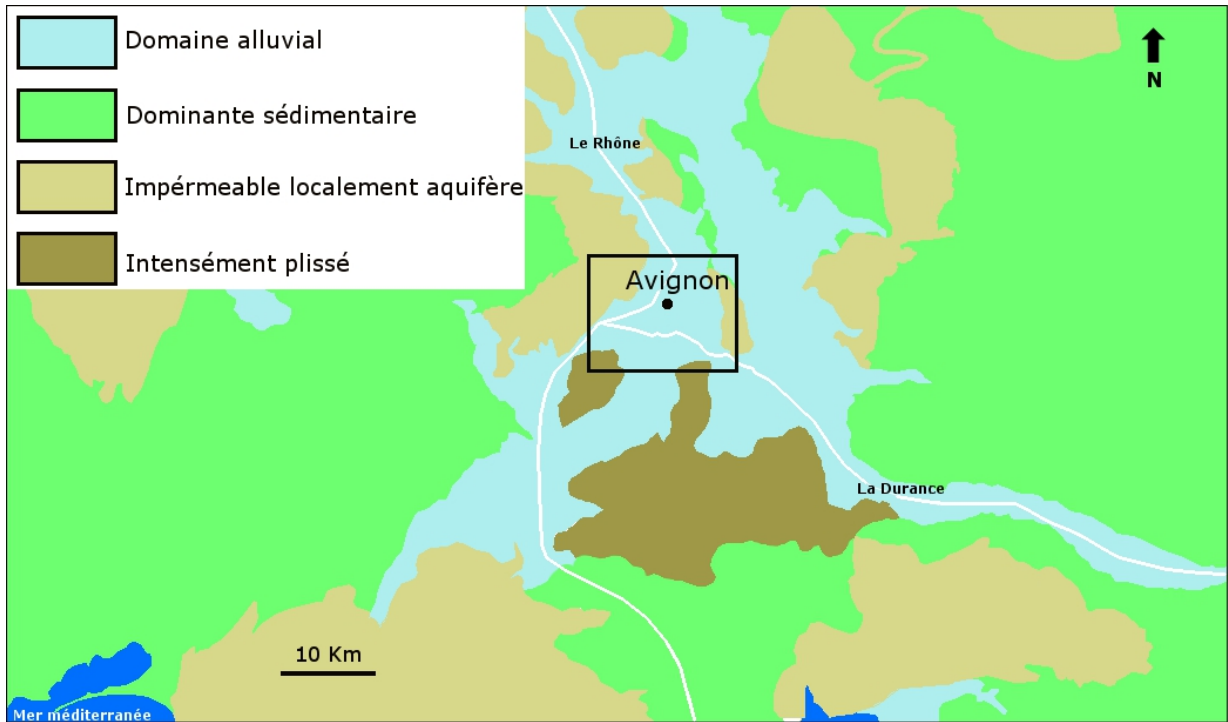 Domaine alluvial
Dominante sédimentaire
Impérmeable localement aquifère
Intensément plissé
N
Le Rhône
Avignon
La Durance
10 Km
Mer méditerranée